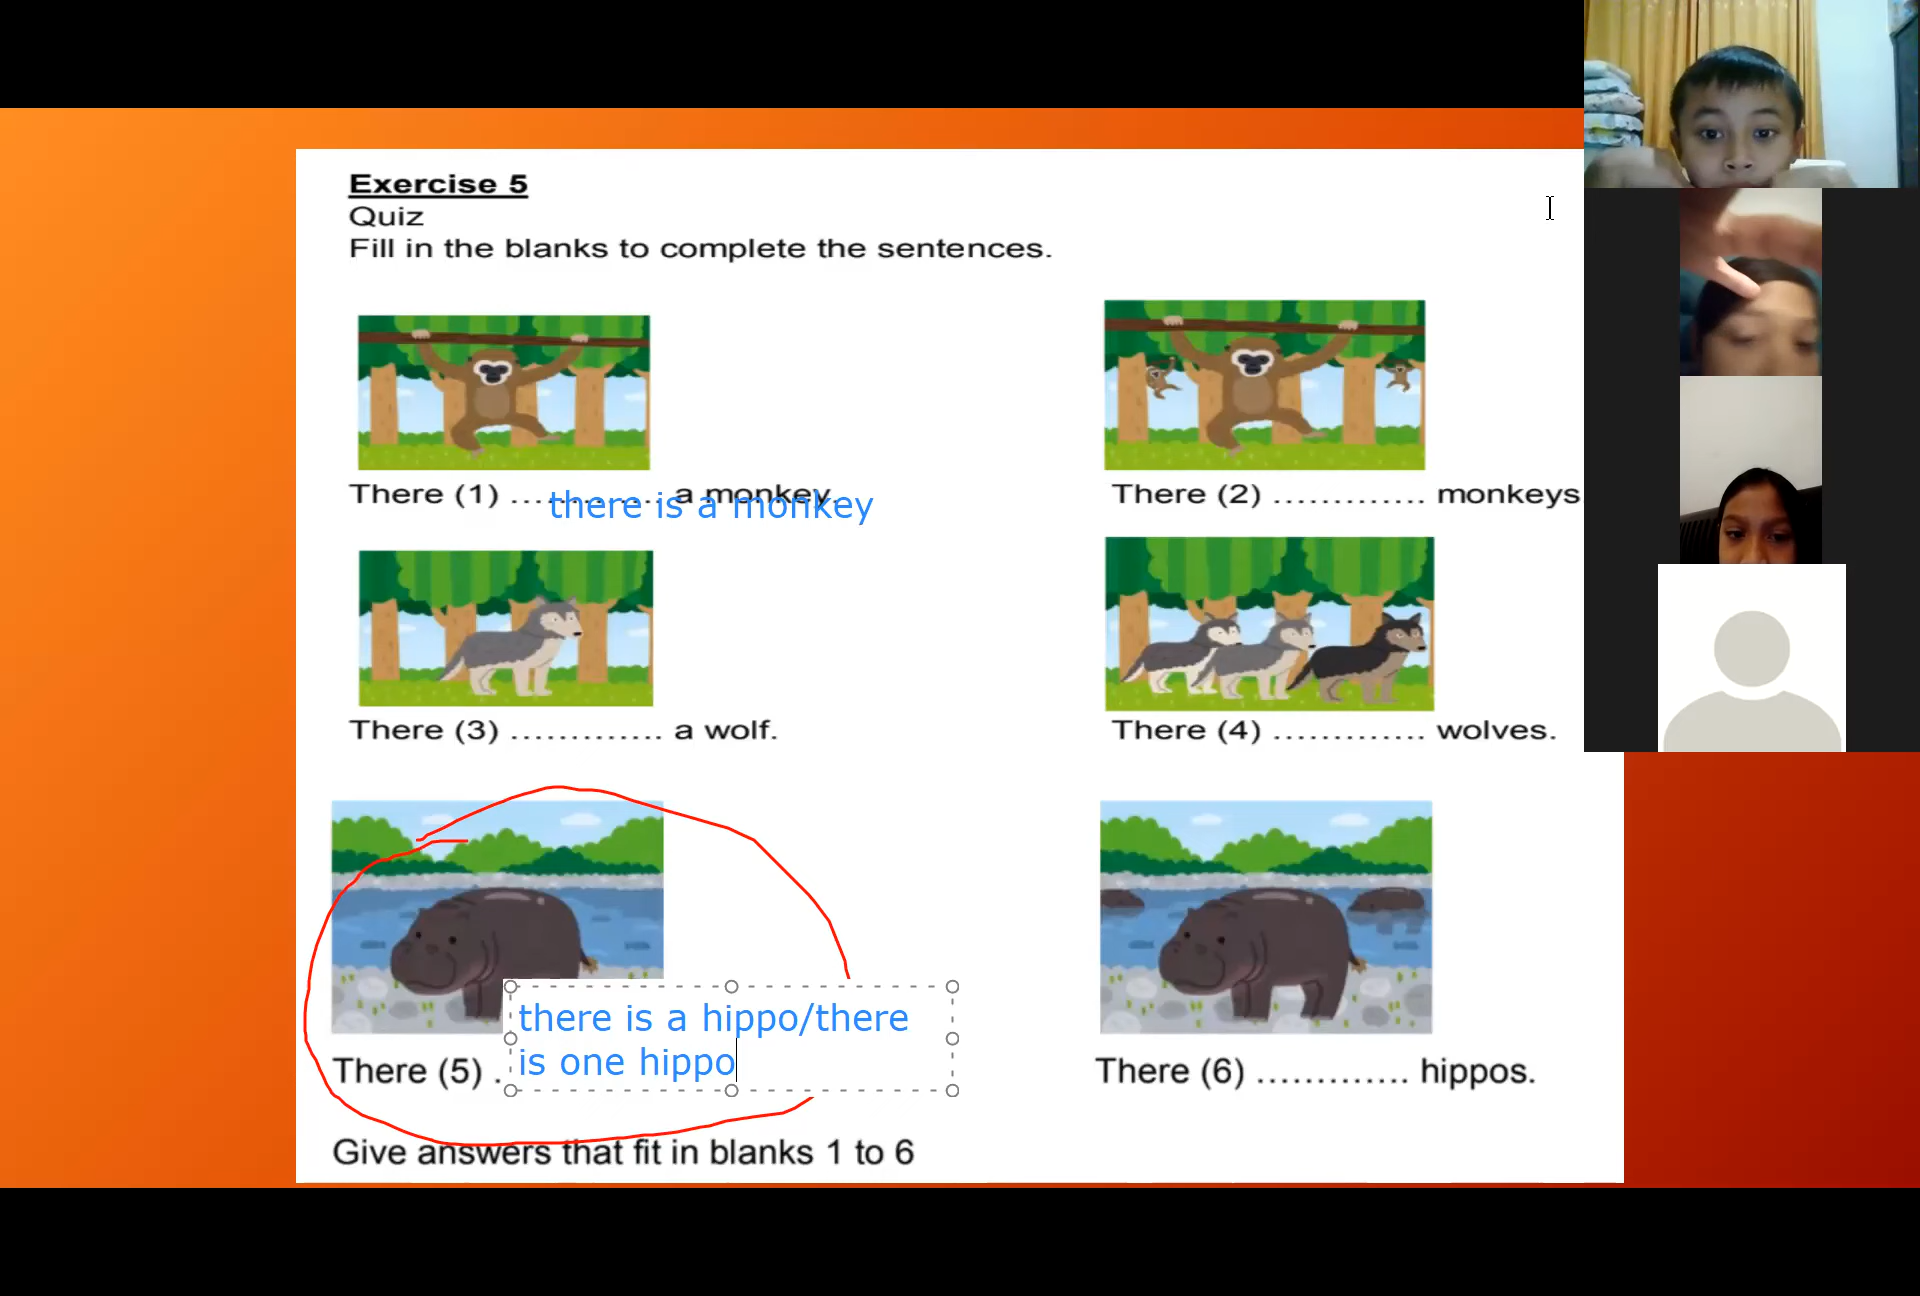 Exercise 5
Quiz
Fill in the blanks to complete the sentences.
There (1) ............. a monkey.
there is a monkey
There (2) ............. monkeys
There (3) ............. a wolf.
There (4) ............. wolves.
there is a hippo/there
is one hippo
There (5) .
There (6) ............. hippos.
Give answers that fit in blanks 1 to 6